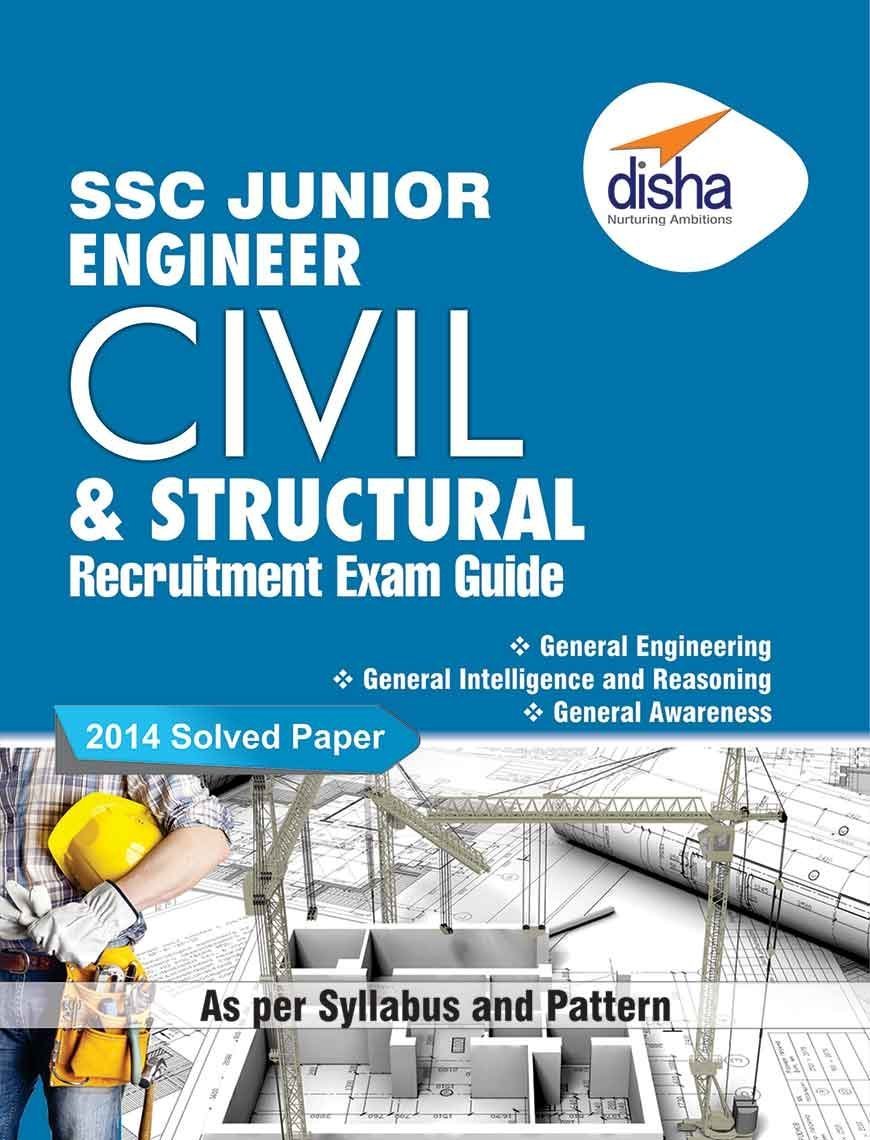 disha
Nurturing Ambitions
SSC JUNIOR
ENGINEER
CIVIL
& STRUCTURAL
Recruitment Exam Guide
❖ General Engineering
❖ General Intelligence and Reasoning
❖ General Awareness
2014 Solved Paper
As per Syllabus and Pattern